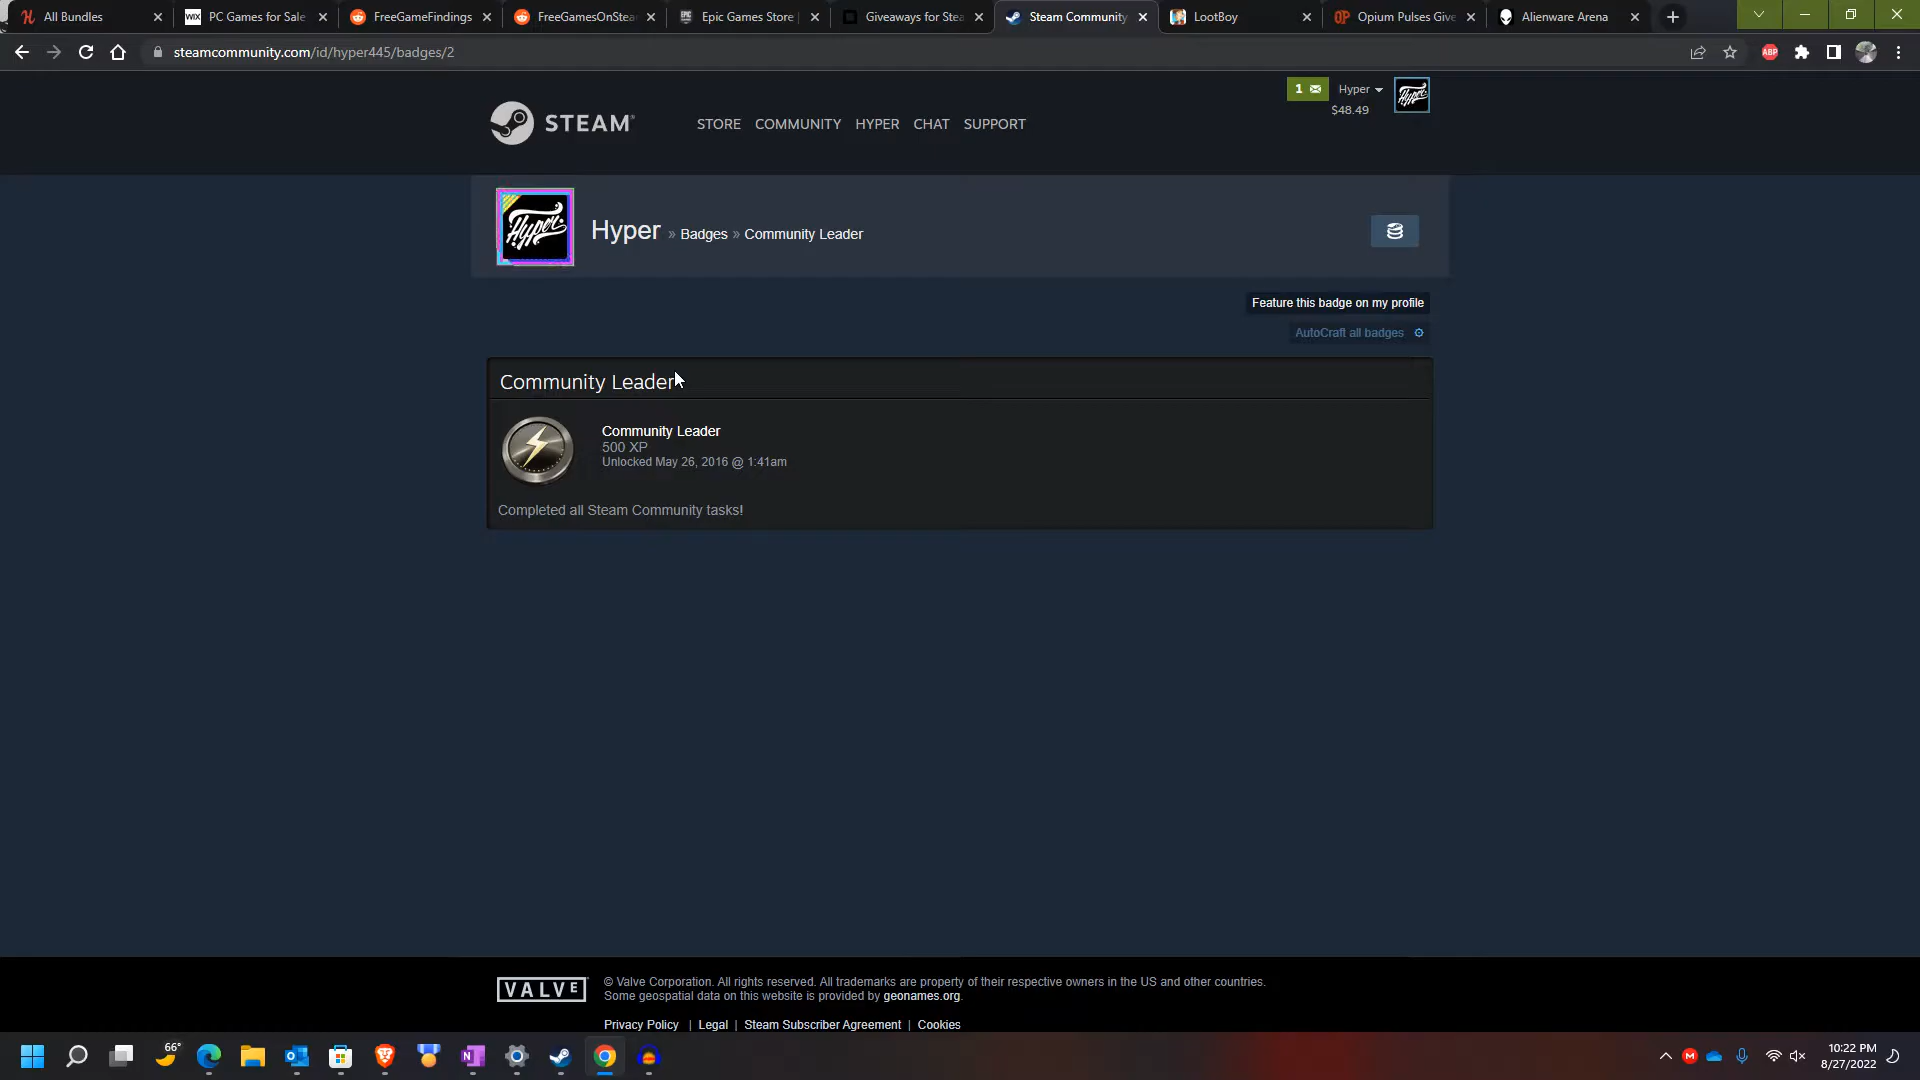 All Bundles
WIX PC Games for Sale
FreeGameFindings
FreeGamesOnStea
Epic Games Store
Giveaways for Stea
Steam Community
LootBoy
OP Opium Pulses Give
Alienware Arena
steamcommunity.com/id/hyper445/badges/2
ABP
1
Hyper
$48.49
STEAM®
STORE COMMUNITY HYPER CHAT SUPPORT
Hyper
Hyper » Badges » Community Leader
Feature this badge on my profile
AutoCraft all badges
Community Leader
Community Leader
500 XP
Unlocked May 26, 2016 @ 1:41am
Completed all Steam Community tasks!
VALVE
© Valve Corporation. All rights reserved. All trademarks are property of their respective owners in the US and other countries.
Some geospatial data on this website is provided by geonames.org.
Privacy Policy | Legal | Steam Subscriber Agreement | Cookies
66°
10:22 PM
8/27/2022